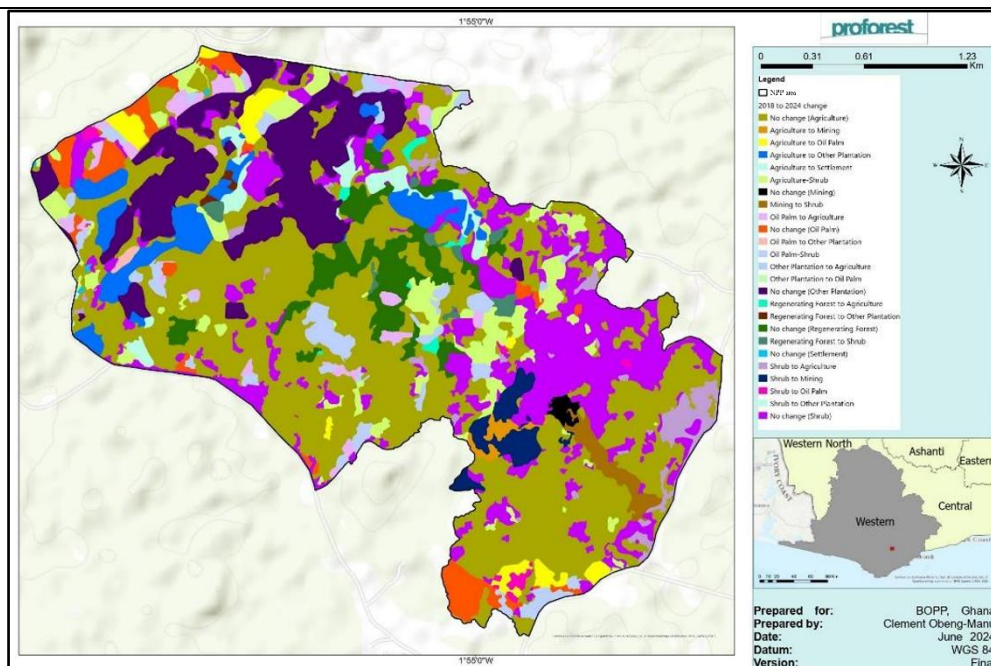 1°55'0"W
proforest
0 0.31 0.61 1.23
Km
Legend
NPP area
2018 to 2024 change
No change (Agriculture)
Agriculture to Mining
Agriculture to Oil Palm
Agriculture to Other Plantation
Agriculture to Settlement
Agriculture-Shrub
No change (Mining)
Mining to Shrub
Oil Palm to Agriculture
No change (Oil Palm)
Oil Palm to Other Plantation
Oil Palm-Shrub
Other Plantation to Agriculture
Other Plantation to Oil Palm
No change (Other Plantation)
Regenerating Forest to Agriculture
Regenerating Forest to Other Plantation
No change (Regenerating Forest)
Regenerating Forest to Shrub
No change (Settlement)
Shrub to Agriculture
Shrub to Mining
Shrub to Oil Palm
Shrub to Other Plantation
No change (Shrub)
N
W E
S
Western North
Ashanti
Eastern
IVORY COAST
Central
Western
Prepared for: BOPP, Ghana
Prepared by: Clement Obeng-Manu
Date: June 2024
Datum: WGS 84
Version: Fina
1°55'0"W